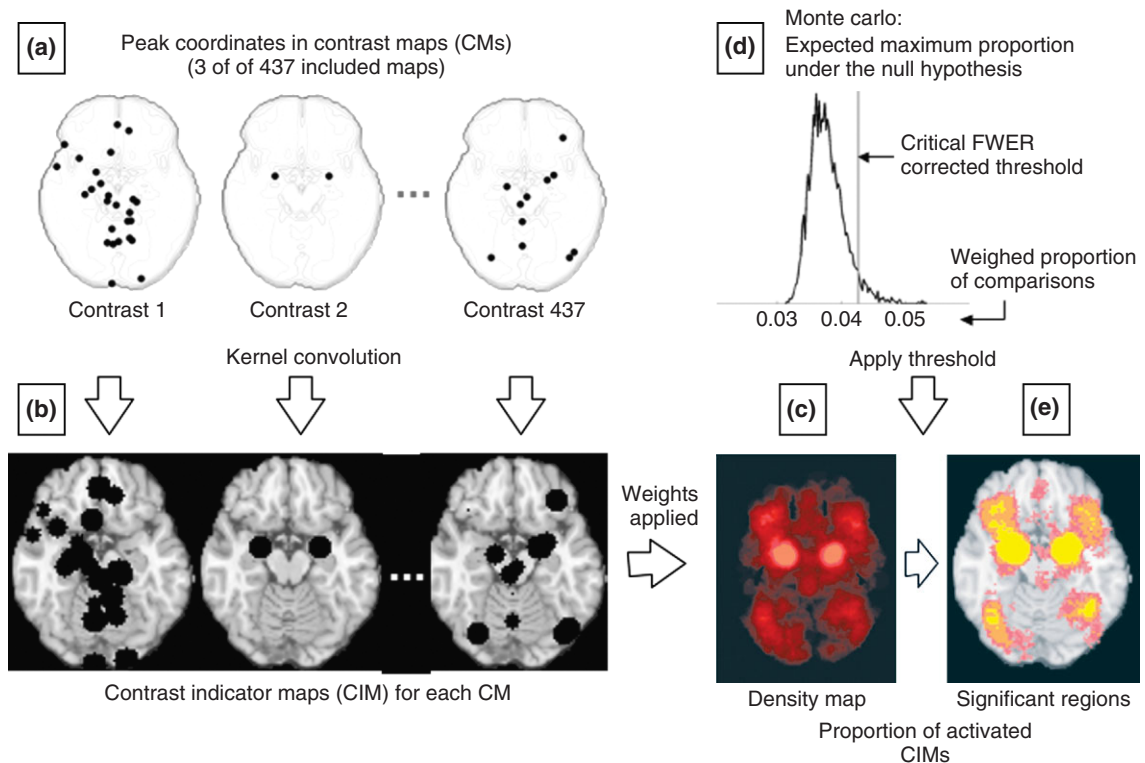 (a)
Peak coordinates in contrast maps (CMs)
(3 of of 437 included maps)
Contrast 1
Contrast 2
Contrast 437
Kernel convolution
(b)
Contrast indicator maps (CIM) for each CM
Weights
applied
(d)
Monte carlo:
Expected maximum proportion
under the null hypothesis
Critical FWER
corrected threshold
Weighed proportion
of comparisons
0.03 0.04 0.05
Apply threshold
(c)
(e)
Density map
Significant regions
Proportion of activated
CIMs